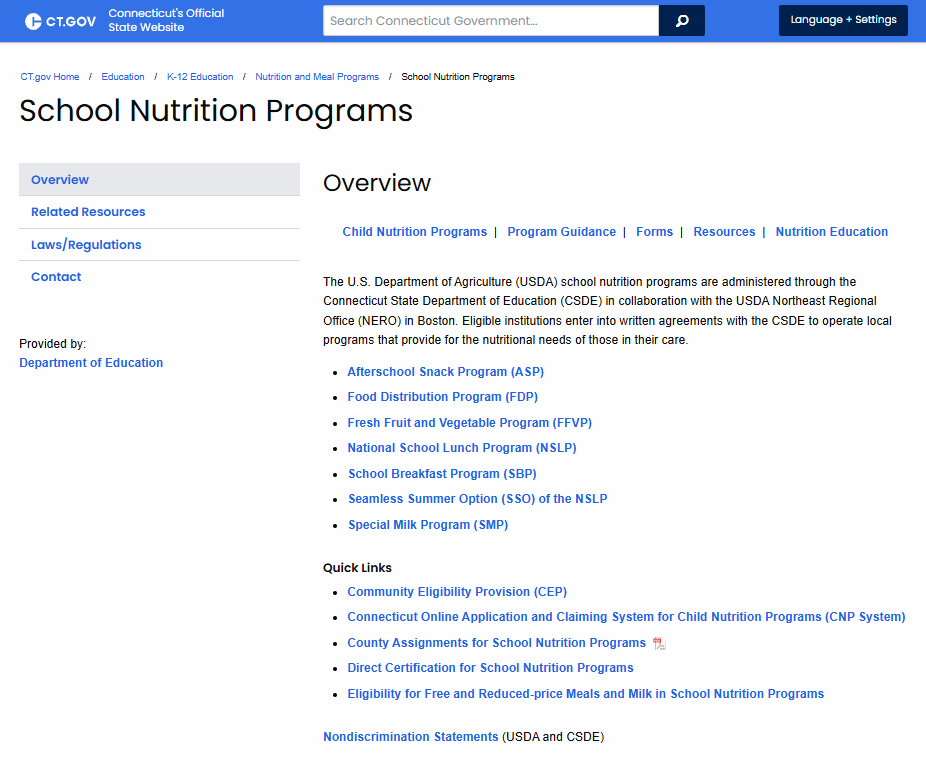 CT.GOV Connecticut's Official
State Website
Search Connecticut Government...
Language + Settings
CT.gov Home / Education / K-12 Education / Nutrition and Meal Programs / School Nutrition Programs
School Nutrition Programs
Overview
Related Resources
Laws/Regulations
Contact
Provided by:
Department of Education
Overview
Child Nutrition Programs | Program Guidance | Forms | Resources | Nutrition Education
The U.S. Department of Agriculture (USDA) school nutrition programs are administered through the
Connecticut State Department of Education (CSDE) in collaboration with the USDA Northeast Regional
Office (NERO) in Boston. Eligible institutions enter into written agreements with the CSDE to operate local
programs that provide for the nutritional needs of those in their care.
• Afterschool Snack Program (ASP)
• Food Distribution Program (FDP)
• Fresh Fruit and Vegetable Program (FFVP)
• National School Lunch Program (NSLP)
• School Breakfast Program (SBP)
• Seamless Summer Option (SSO) of the NSLP
• Special Milk Program (SMP)
Quick Links
• Community Eligibility Provision (CEP)
• Connecticut Online Application and Claiming System for Child Nutrition Programs (CNP System)
• County Assignments for School Nutrition Programs
• Direct Certification for School Nutrition Programs
• Eligibility for Free and Reduced-price Meals and Milk in School Nutrition Programs
Nondiscrimination Statements (USDA and CSDE)